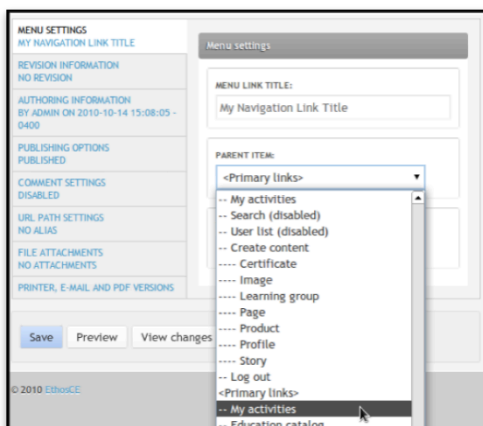 MENU SETTINGS
MY NAVIGATION LINK TITLE
REVISION INFORMATION
NO REVISION
AUTHORING INFORMATION
BY ADMIN ON 2010-10-14 15:08:05 -
0400
PUBLISHING OPTIONS
PUBLISHED
COMMENT SETTINGS
DISABLED
URL PATH SETTINGS
NO ALIAS
FILE ATTACHMENTS
NO ATTACHMENTS
PRINTER, E-MAIL AND PDF VERSIONS
Menu settings
MENU LINK TITLE:
My Navigation Link Title
PARENT ITEM:
<Primary links>
-- My activities
-- Search (disabled)
-- User list (disabled)
-- Create content
---- Certificate
---- Image
---- Learning group
---- Page
---- Product
---- Profile
---- Story
-- Log out
<Primary links>
-- My activities
-- Education catalog
Save Preview View changes
© 2010 EthosCE